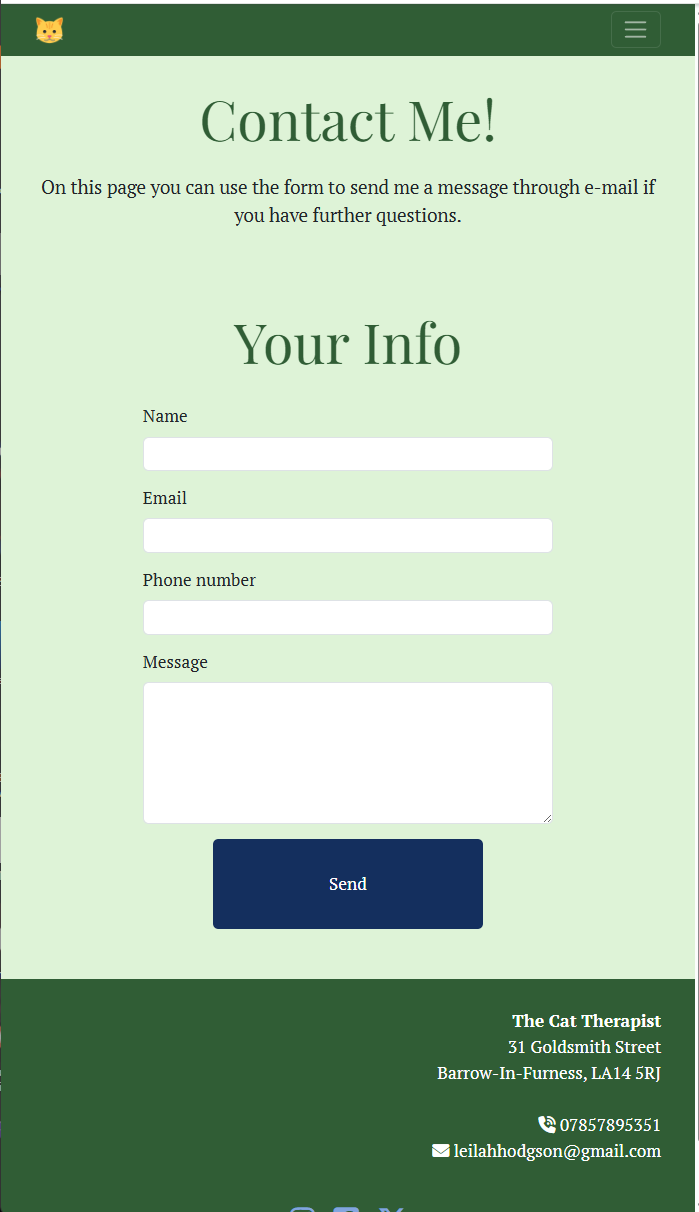 Contact Me!
On this page you can use the form to send me a message through e-mail if
you have further questions.
Your Info
Name
Email
Phone number
Message
Send
The Cat Therapist
31 Goldsmith Street
Barrow-In-Furness, LA14 5RJ
07857895351
leilahhodgson@gmail.com